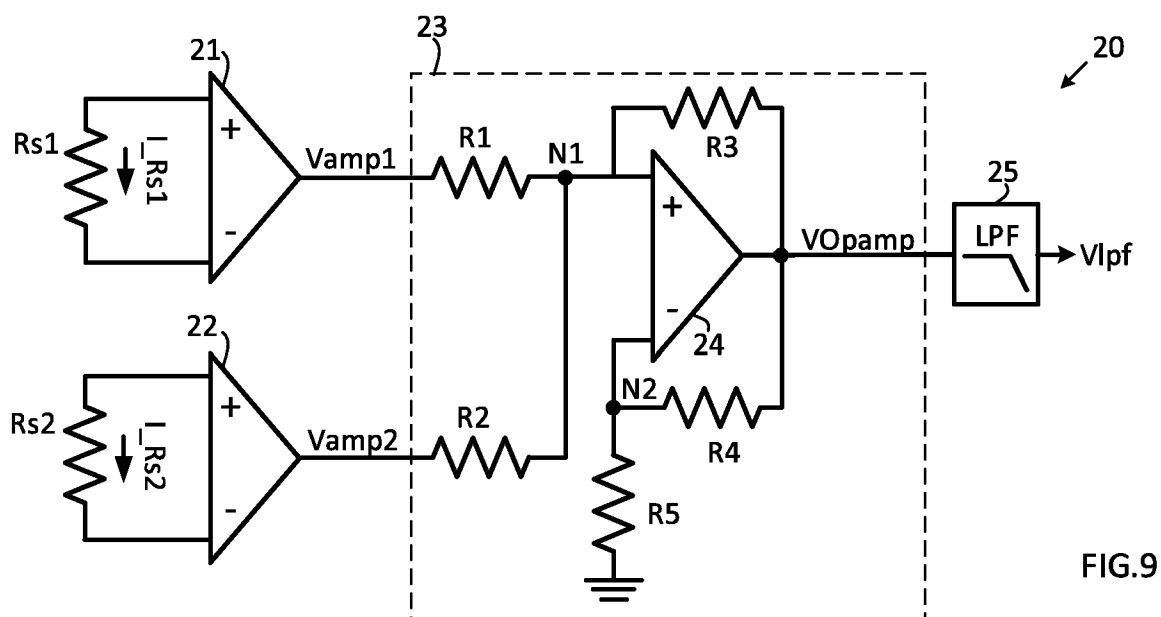 23
21
20
Rs1
+
-
I_Rs1
Vamp1
R1
N1
R3
+
-
24
VOpamp
25
LPF
Vlpf
22
Rs2
+
-
I_Rs2
Vamp2
R2
N2
R4
R5
FIG.9